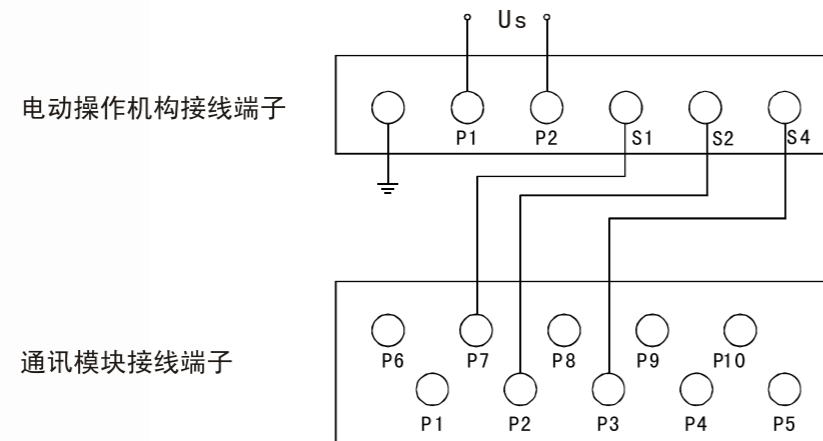 Us
电动操作机构接线端子
P1 P2 S1 S2 S4
P6 P7 P8 P9 P10
通讯模块接线端子
P1 P2 P3 P4 P5